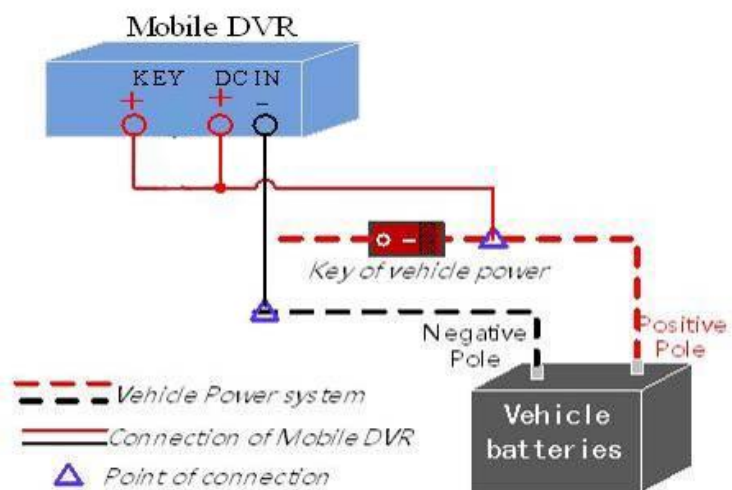 Mobile DVR
KEY DC IN
+ + -
Key of vehicle power
Negative
Pole
Positive
Pole
Vehicle Power system
Vehicle
batteries
Connection of Mobile DVR
Point of connection